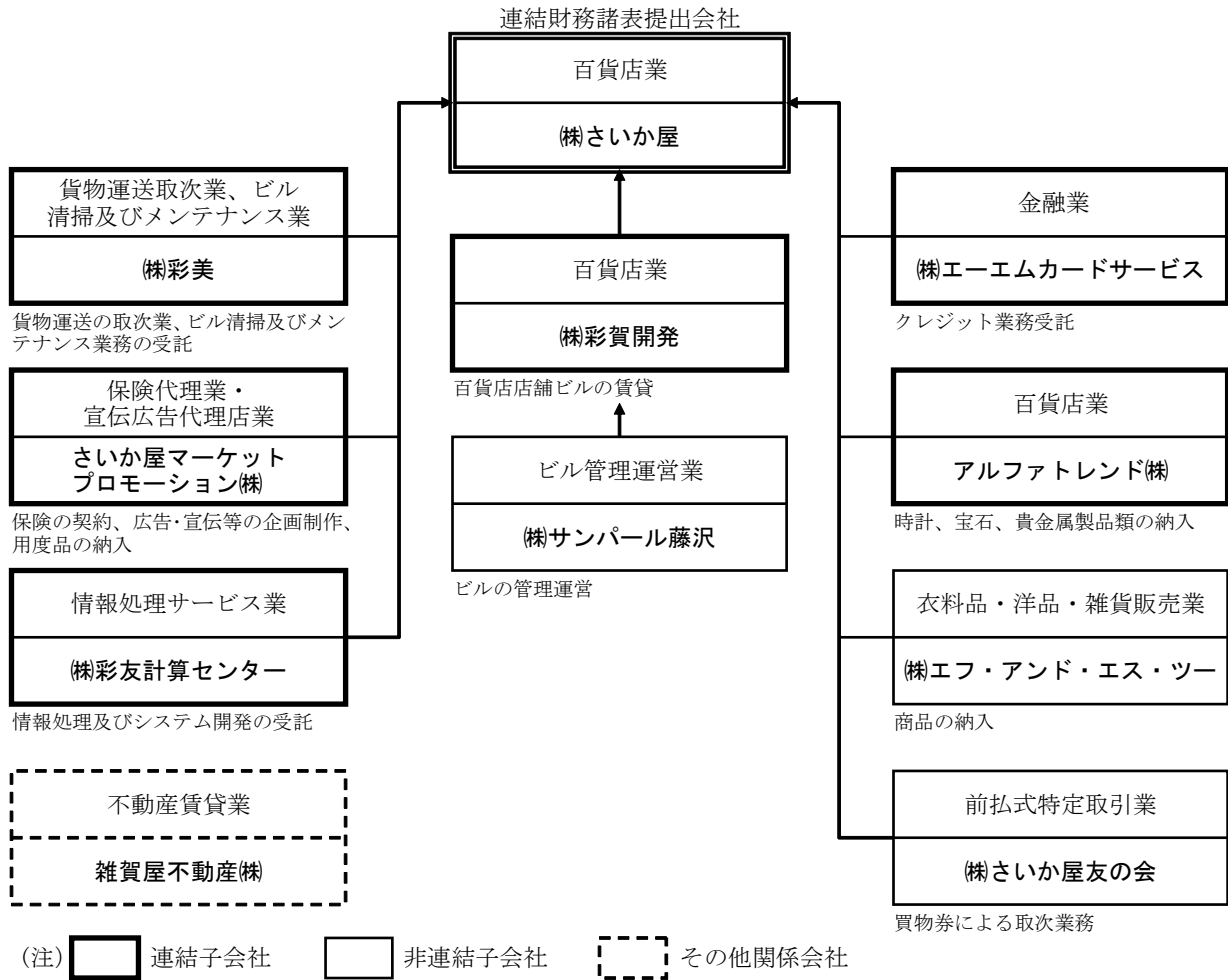 連結財務諸表提出会社
百貨店業
㈱さいか屋
貨物運送取次業、ビル
清掃及びメンテナンス業
㈱彩美
貨物運送の取次業、ビル清掃及びメン
テナンス業務の受託
保険代理業・
宣伝広告代理店業
さいか屋マーケット
プロモーション㈱
保険の契約、広告・宣伝等の企画制作、
用度品の納入
情報処理サービス業
㈱彩友計算センター
情報処理及びシステム開発の受託
不動産賃貸業
雑賀屋不動産㈱
百貨店業
㈱彩賀開発
百貨店店舗ビルの賃貸
ビル管理運営業
㈱サンパール藤沢
ビルの管理運営
金融業
㈱エーエムカードサービス
クレジット業務受託
百貨店業
アルファトレンド㈱
時計、宝石、貴金属製品類の納入
衣料品・洋品・雑貨販売業
㈱エフ・アンド・エス・ツー
商品の納入
前払式特定取引業
㈱さいか屋友の会
買物券による取次業務
(注) 連結子会社 非連結子会社 その他関係会社